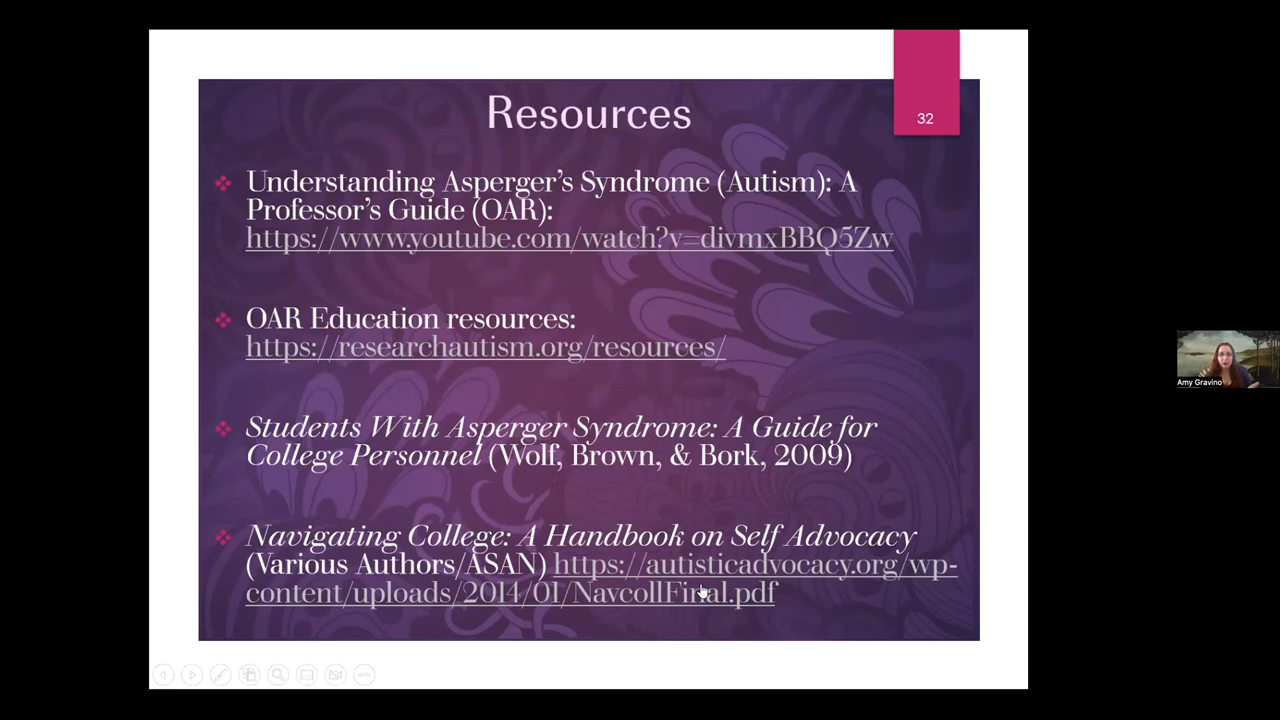 32
Resources
Understanding Asperger's Syndrome (Autism): A
Professor's Guide (OAR):
https://www.youtube.com/watch?v=divmxBBQ5Zw
OAR Education resources:
https://researchautism.org/resources/
Students With Asperger Syndrome: A Guide for
College Personnel (Wolf, Brown, & Bork, 2009)
Navigating College: A Handbook on Self Advocacy
(Various Authors/ASAN) https://autisticadvocacy.org/wp-
content/uploads/2014/01/NavcollFinal.pdf
Amy Gravino